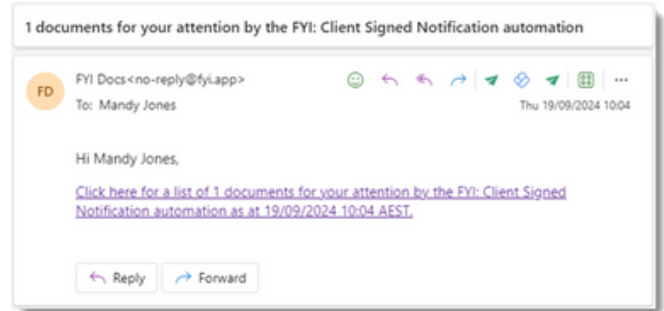 1 documents for your attention by the FYI: Client Signed Notification automation
FD
FYI Docs<no-reply@fyi.app>
To: Mandy Jones
Thu 19/09/2024 10:04
Hi Mandy Jones,
Click here for a list of 1 documents for your attention by the FYI: Client Signed
Notification automation as at 19/09/2024 10:04 AEST.
Reply
Forward